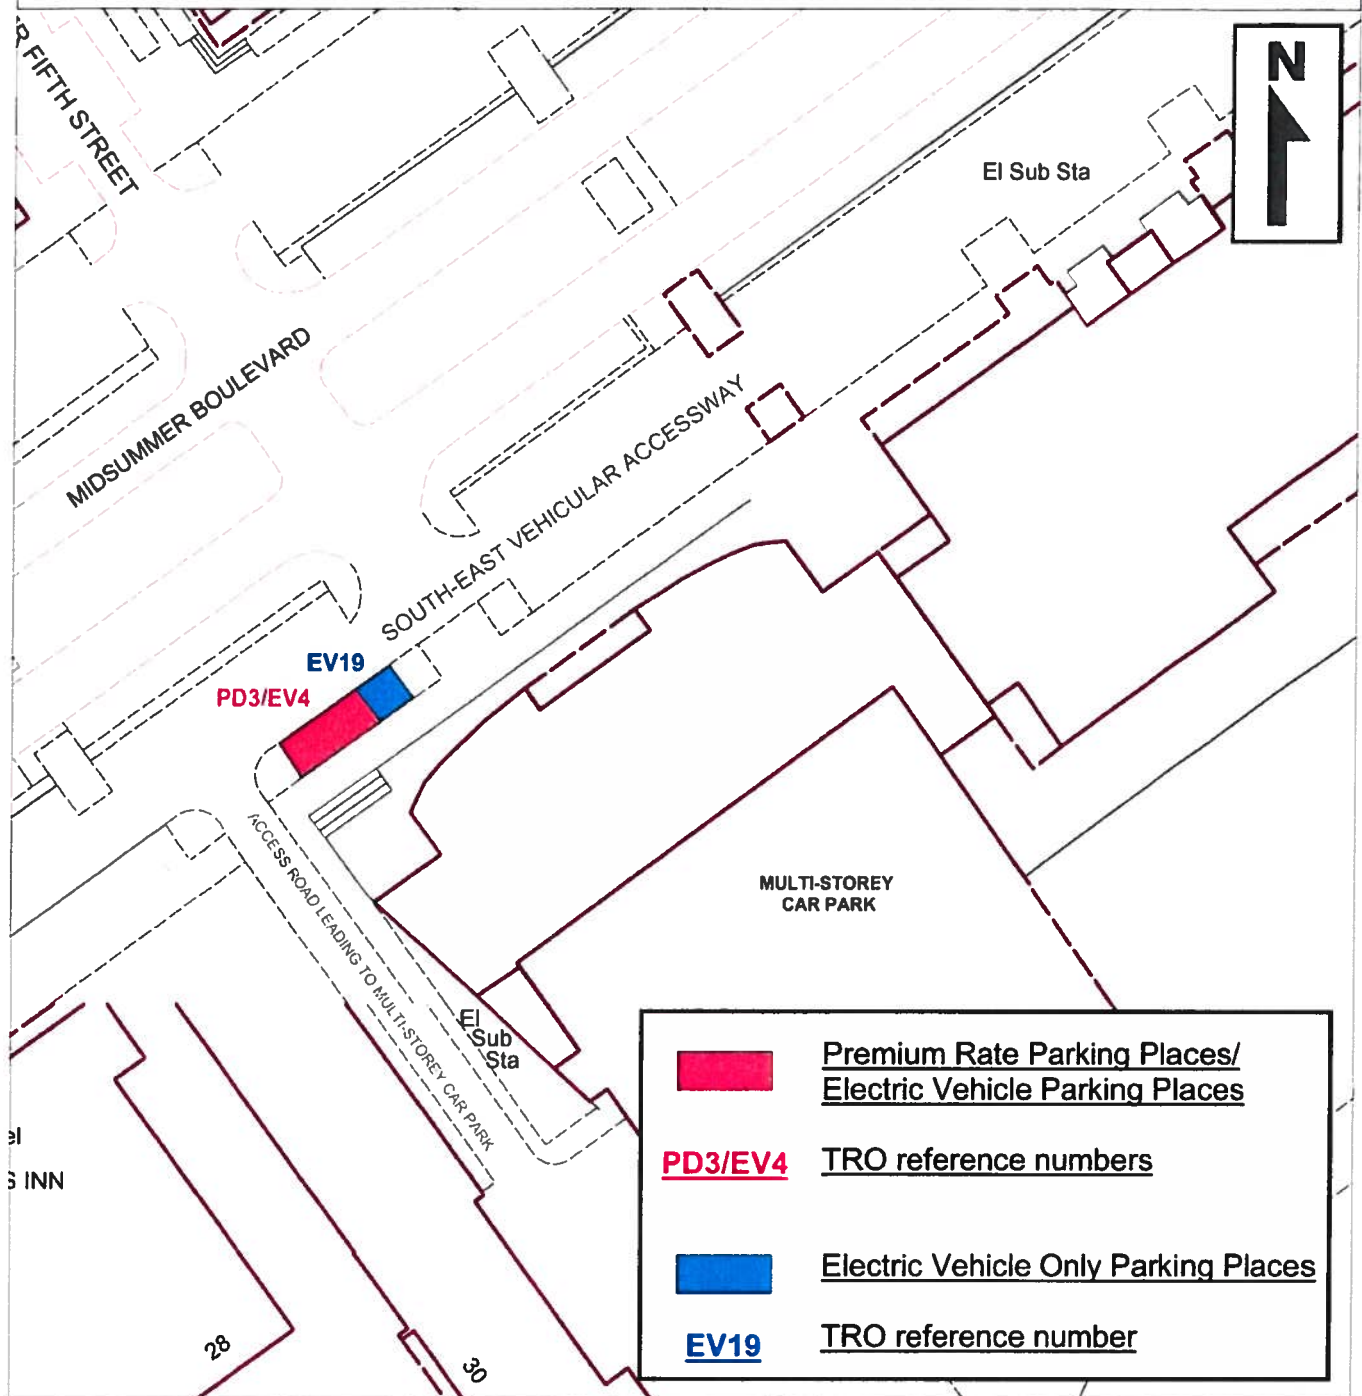 R FIFTH STREET
N
El Sub Sta
MIDSUMMER BOULEVARD
SOUTH-EAST VEHICULAR ACCESSWAY
EV19
PD3/EV4
ACCESS ROAD LEADING TO MULTI-STOREY CAR PARK
MULTI-STOREY
CAR PARK
El
Sub
Sta
el
S INN
28
30
Premium Rate Parking Places/
Electric Vehicle Parking Places
PD3/EV4 TRO reference numbers
Electric Vehicle Only Parking Places
EV19 TRO reference number